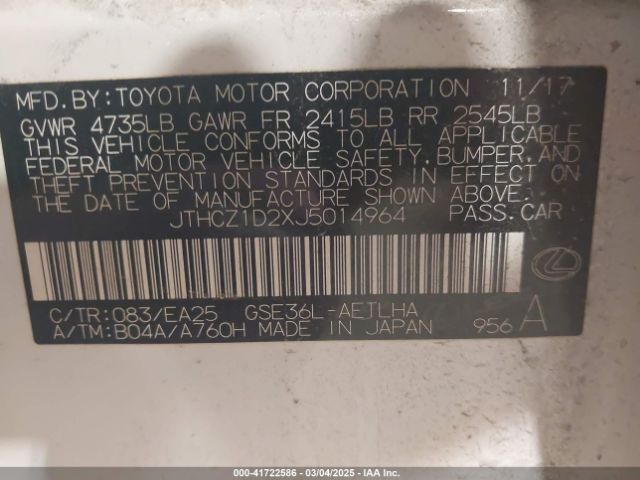 MFD.BY:TOYOTA MOTOR CORPORATION 11/17
GVWR 4735LB GAWR FR 2415LB RR 2545LB
THIS VEHICLE CONFORMS TO ALL APPLICABLE
FEDERAL MOTOR VEHICLE SAFETY,BUMPER,AND
THEFT PREVENTION STANDARDS IN EFFECT ON
THE DATE OF MANUFACTURE SHOWN ABOVE.
JTHCZ1D2XJ5014964 PASS.CAR
C/TR:083/EA25 GSE36L-AETLHA
A/TM:B04A/A760H MADE IN JAPAN 956 A
000-41722586 - 03/04/2025 - IAA Inc.